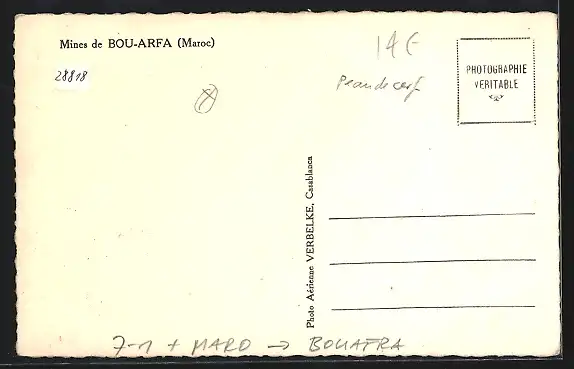 Mines de BOU-ARFA (Maroc)
28818
14€
Peau de cerf
PHOTOGRAPHIE
VERITABLE
Photo Aérienne VERBELKE, Casablanca
7-1 + MARO → BOUAFRA